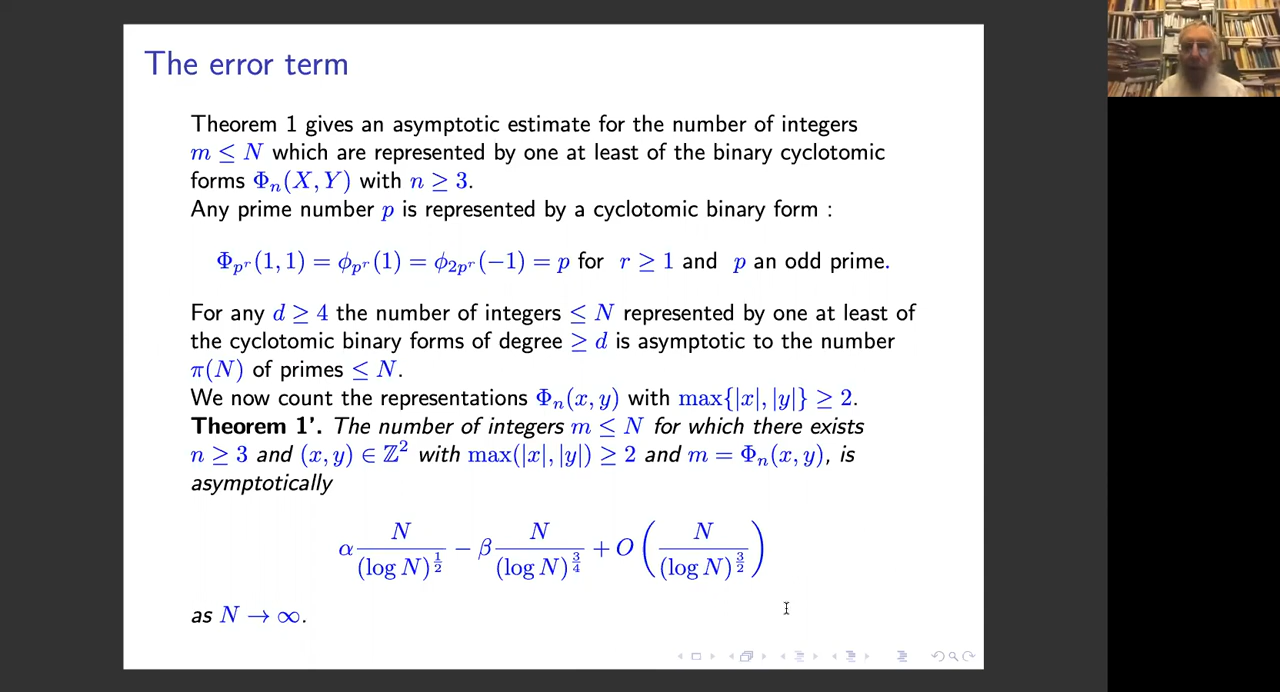 The error term
Theorem 1 gives an asymptotic estimate for the number of integers
m ≤ N which are represented by one at least of the binary cyclotomic
forms Φₙ(X, Y) with n ≥ 3.
Any prime number p is represented by a cyclotomic binary form :
Φ_{p^r}(1, 1) = ϕ_{p^r}(1) = ϕ_{2p^r}(−1) = p for r ≥ 1 and p an odd prime.
For any d ≥ 4 the number of integers ≤ N represented by one at least of
the cyclotomic binary forms of degree ≥ d is asymptotic to the number
π(N) of primes ≤ N.
We now count the representations Φₙ(x, y) with max{|x|, |y|} ≥ 2.
Theorem 1'. The number of integers m ≤ N for which there exists
n ≥ 3 and (x, y) ∈ ℤ² with max(|x|, |y|) ≥ 2 and m = Φₙ(x, y), is
asymptotically
α N/(log N)^{1/2} − β N/(log N)^{3/4} + O(N/(log N)^{3/2})
as N → ∞.